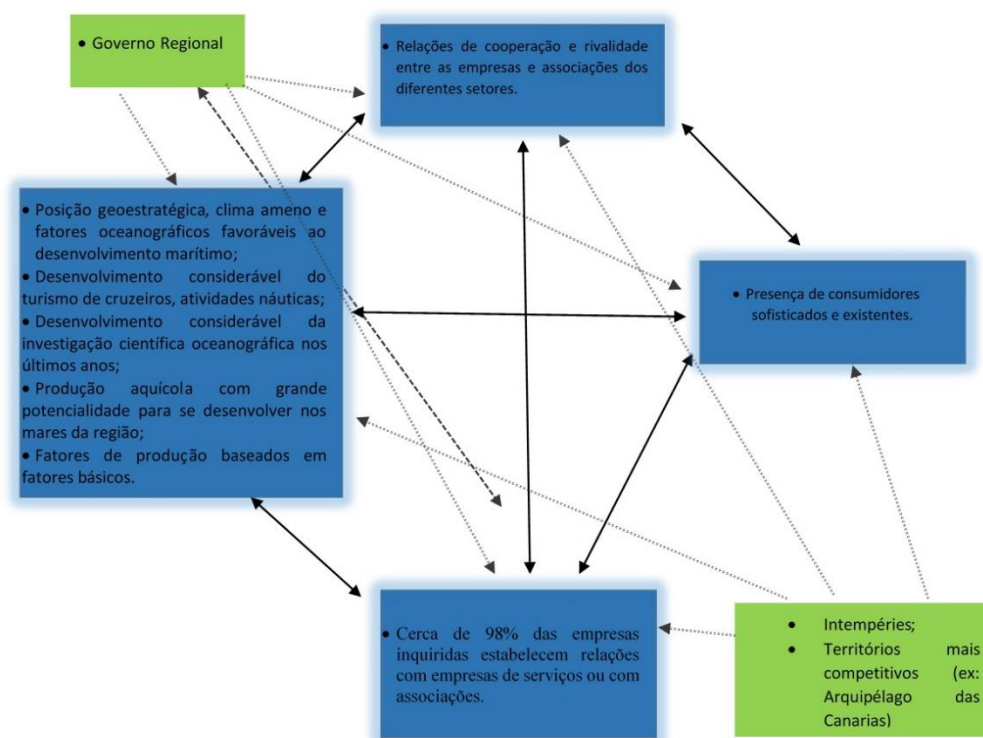 • Governo Regional
• Relações de cooperação e rivalidade
entre as empresas e associações dos
diferentes setores.
• Posição geoestratégica, clima ameno e
fatores oceanográficos favoráveis ao
desenvolvimento marítimo;
• Desenvolvimento considerável do
turismo de cruzeiros, atividades náuticas;
• Desenvolvimento considerável da
investigação científica oceanográfica nos
últimos anos;
• Produção aquícola com grande
potencialidade para se desenvolver nos
mares da região;
• Fatores de produção baseados em
fatores básicos.
• Presença de consumidores
sofisticados e existentes.
• Cerca de 98% das empresas
inquiridas estabelecem relações
com empresas de serviços ou com
associações.
• Intempéries;
• Territórios mais
competitivos (ex:
Arquipélago das
Canarias)